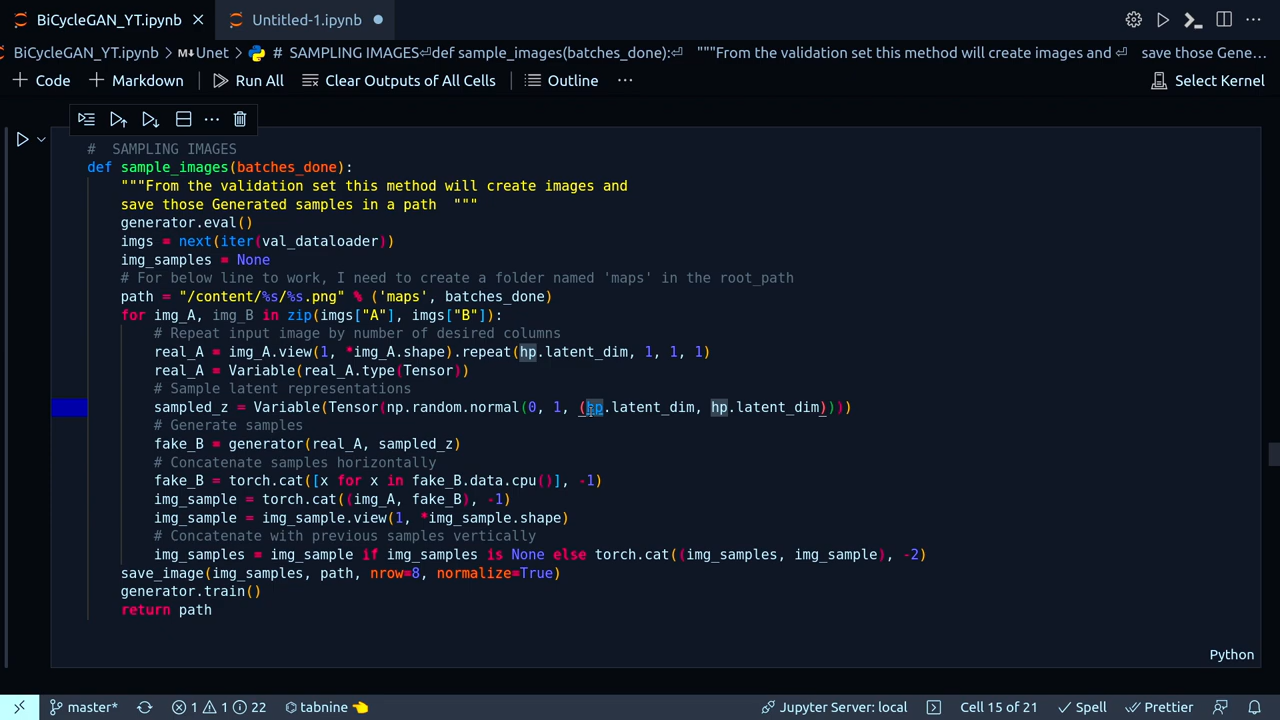 BiCycleGAN_YT.ipynb Untitled-1.ipynb
BiCycleGAN_YT.ipynb > M↓Unet > # SAMPLING IMAGES⏎def sample_images(batches_done):⏎ """From the validation set this method will create images and ⏎ save those Gene...
+ Code + Markdown Run All Clear Outputs of All Cells Outline ... Select Kernel
# SAMPLING IMAGES
def sample_images(batches_done):
"""From the validation set this method will create images and
save those Generated samples in a path """
generator.eval()
imgs = next(iter(val_dataloader))
img_samples = None
# For below line to work, I need to create a folder named 'maps' in the root_path
path = "/content/%s/%s.png" % ('maps', batches_done)
for img_A, img_B in zip(imgs["A"], imgs["B"]):
# Repeat input image by number of desired columns
real_A = img_A.view(1, *img_A.shape).repeat(hp.latent_dim, 1, 1, 1)
real_A = Variable(real_A.type(Tensor))
# Sample latent representations
sampled_z = Variable(Tensor(np.random.normal(0, 1, (hp.latent_dim, hp.latent_dim))))
# Generate samples
fake_B = generator(real_A, sampled_z)
# Concatenate samples horizontally
fake_B = torch.cat([x for x in fake_B.data.cpu()], -1)
img_sample = torch.cat((img_A, fake_B), -1)
img_sample = img_sample.view(1, *img_sample.shape)
# Concatenate with previous samples vertically
img_samples = img_sample if img_samples is None else torch.cat((img_samples, img_sample), -2)
save_image(img_samples, path, nrow=8, normalize=True)
generator.train()
return path
Python
master* 1 1 22 tabnine 👈 Jupyter Server: local Cell 15 of 21 Spell Prettier